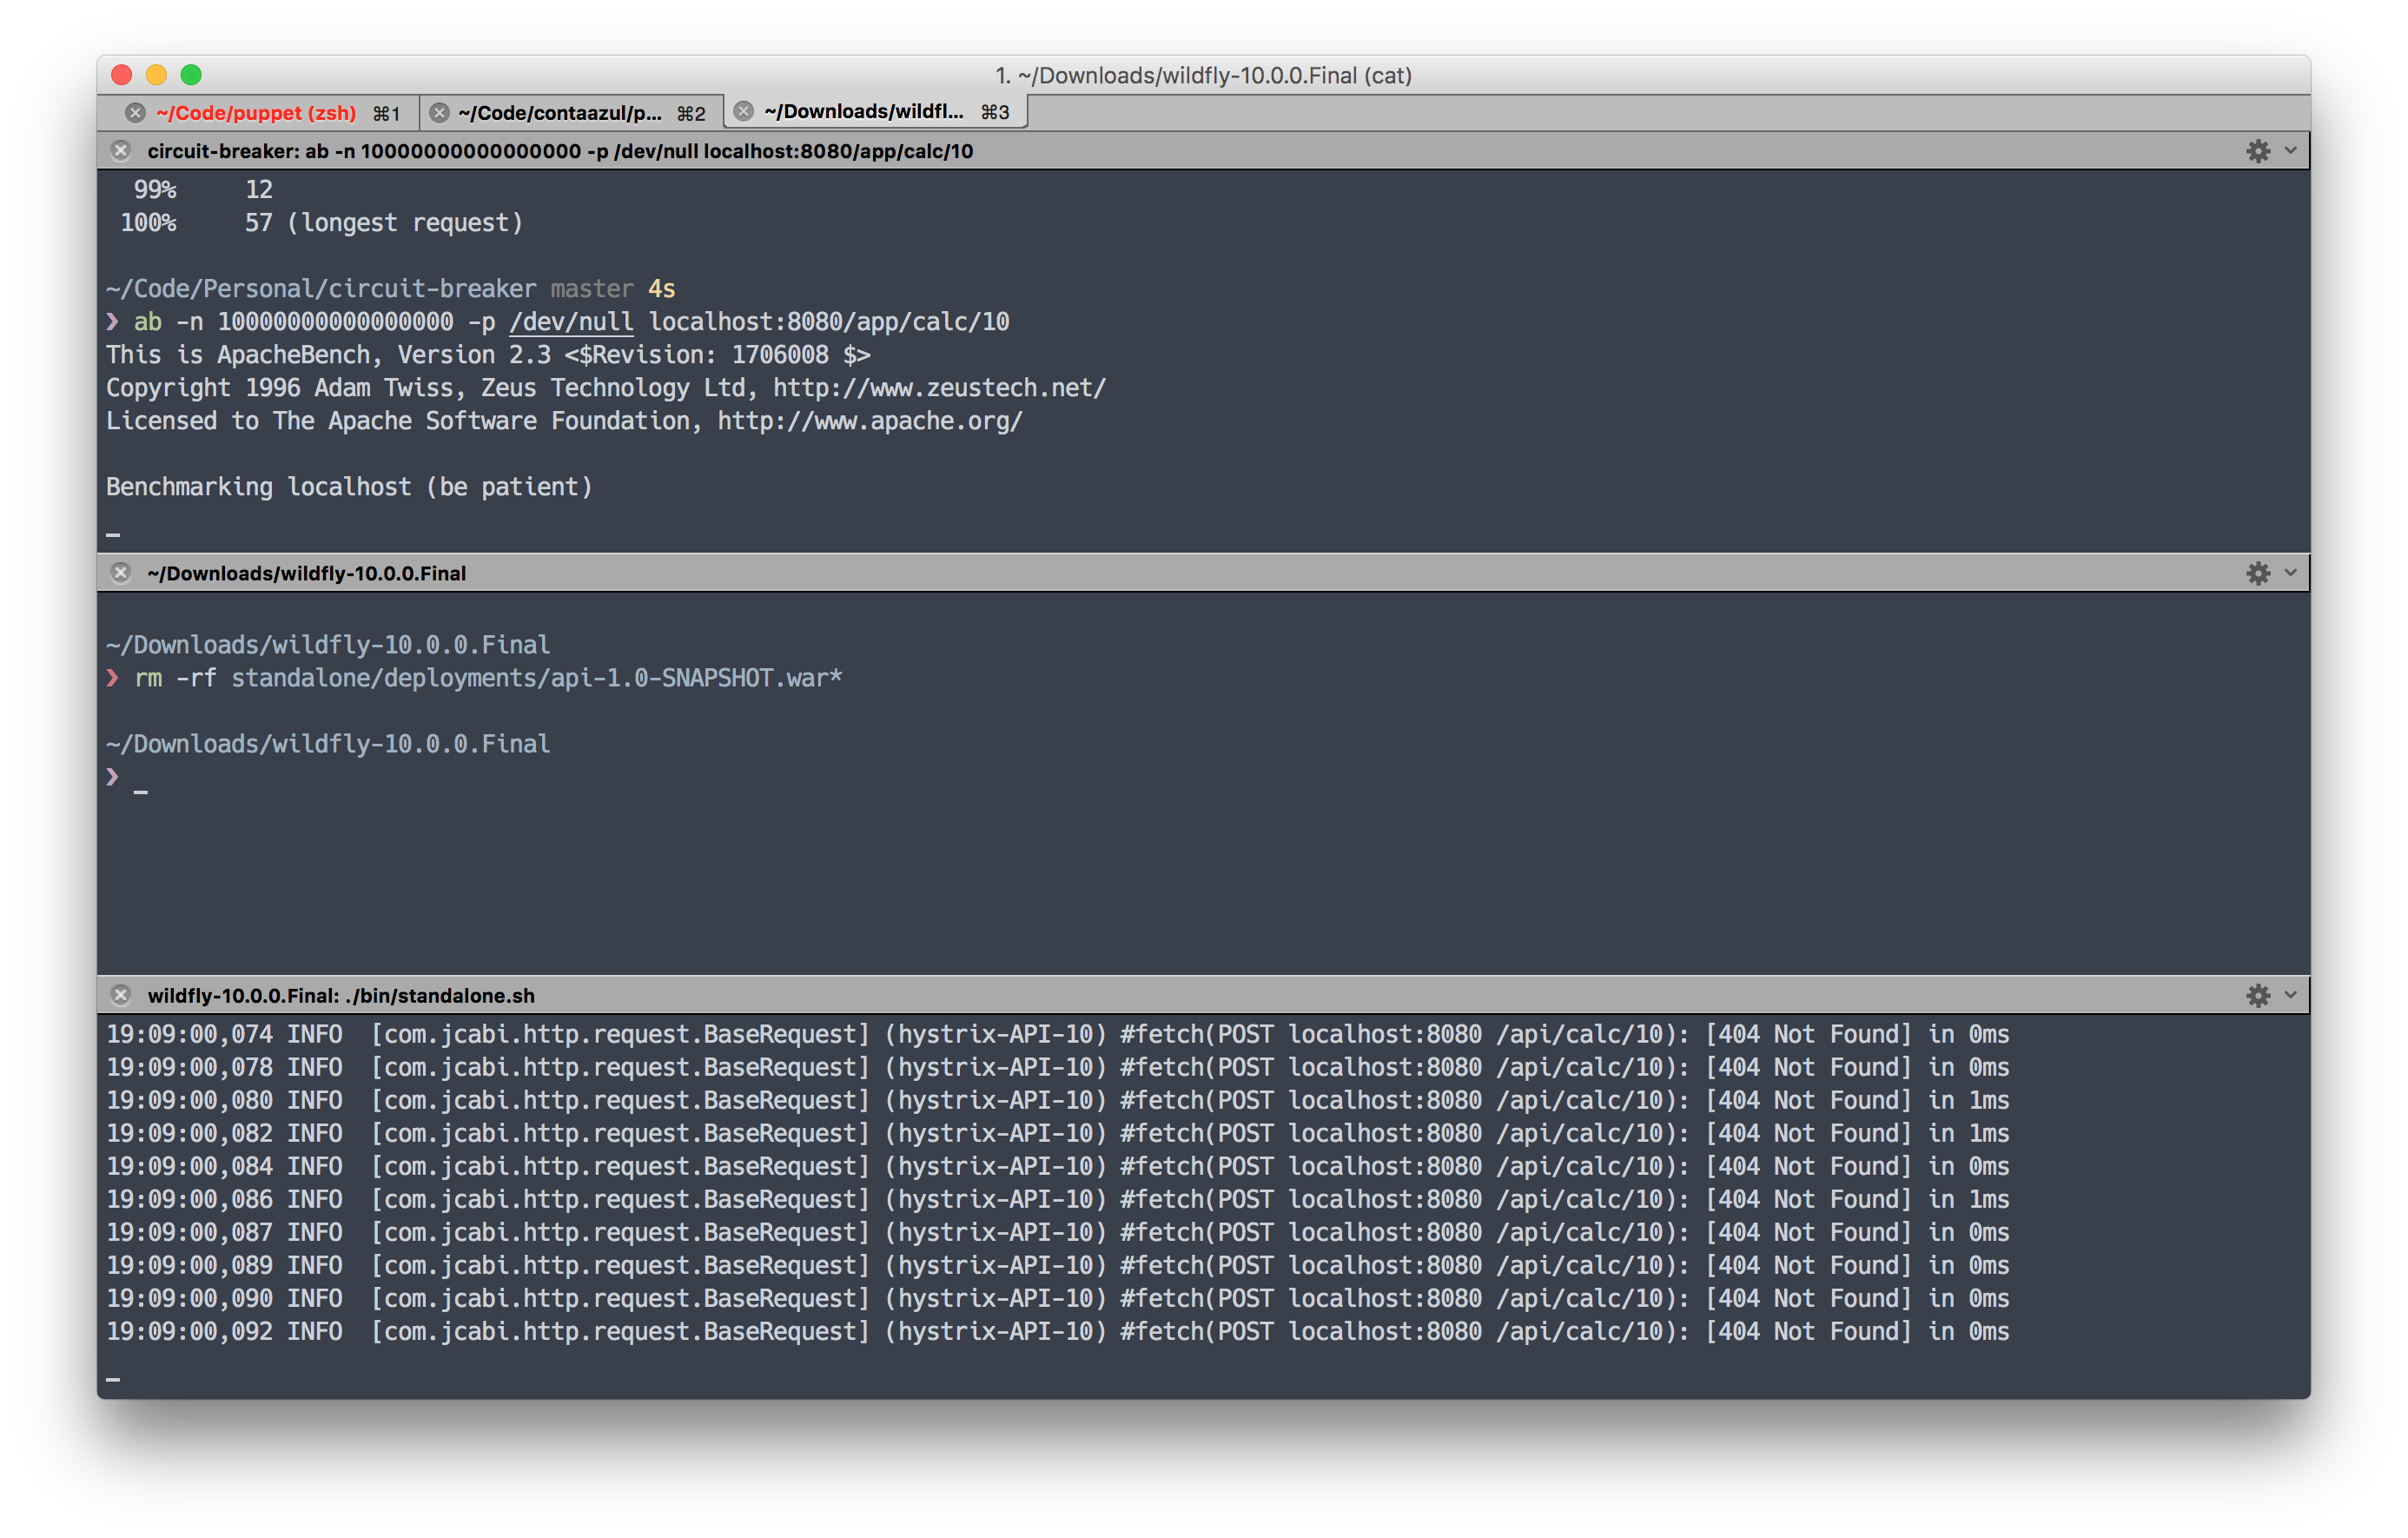 1. ~/Downloads/wildfly-10.0.0.Final (cat)
~/Code/puppet (zsh) ⌘1 ~/Code/contaazul/p... ⌘2 ~/Downloads/wildfl... ⌘3
circuit-breaker: ab -n 10000000000000000 -p /dev/null localhost:8080/app/calc/10
99% 12
100% 57 (longest request)
~/Code/Personal/circuit-breaker master 4s
❯ ab -n 10000000000000000 -p /dev/null localhost:8080/app/calc/10
This is ApacheBench, Version 2.3 <$Revision: 1706008 $>
Copyright 1996 Adam Twiss, Zeus Technology Ltd, http://www.zeustech.net/
Licensed to The Apache Software Foundation, http://www.apache.org/
Benchmarking localhost (be patient)
~/Downloads/wildfly-10.0.0.Final
~/Downloads/wildfly-10.0.0.Final
❯ rm -rf standalone/deployments/api-1.0-SNAPSHOT.war*
~/Downloads/wildfly-10.0.0.Final
❯
wildfly-10.0.0.Final: ./bin/standalone.sh
19:09:00,074 INFO [com.jcabi.http.request.BaseRequest] (hystrix-API-10) #fetch(POST localhost:8080 /api/calc/10): [404 Not Found] in 0ms
19:09:00,078 INFO [com.jcabi.http.request.BaseRequest] (hystrix-API-10) #fetch(POST localhost:8080 /api/calc/10): [404 Not Found] in 0ms
19:09:00,080 INFO [com.jcabi.http.request.BaseRequest] (hystrix-API-10) #fetch(POST localhost:8080 /api/calc/10): [404 Not Found] in 1ms
19:09:00,082 INFO [com.jcabi.http.request.BaseRequest] (hystrix-API-10) #fetch(POST localhost:8080 /api/calc/10): [404 Not Found] in 1ms
19:09:00,084 INFO [com.jcabi.http.request.BaseRequest] (hystrix-API-10) #fetch(POST localhost:8080 /api/calc/10): [404 Not Found] in 0ms
19:09:00,086 INFO [com.jcabi.http.request.BaseRequest] (hystrix-API-10) #fetch(POST localhost:8080 /api/calc/10): [404 Not Found] in 1ms
19:09:00,087 INFO [com.jcabi.http.request.BaseRequest] (hystrix-API-10) #fetch(POST localhost:8080 /api/calc/10): [404 Not Found] in 0ms
19:09:00,089 INFO [com.jcabi.http.request.BaseRequest] (hystrix-API-10) #fetch(POST localhost:8080 /api/calc/10): [404 Not Found] in 0ms
19:09:00,090 INFO [com.jcabi.http.request.BaseRequest] (hystrix-API-10) #fetch(POST localhost:8080 /api/calc/10): [404 Not Found] in 0ms
19:09:00,092 INFO [com.jcabi.http.request.BaseRequest] (hystrix-API-10) #fetch(POST localhost:8080 /api/calc/10): [404 Not Found] in 0ms